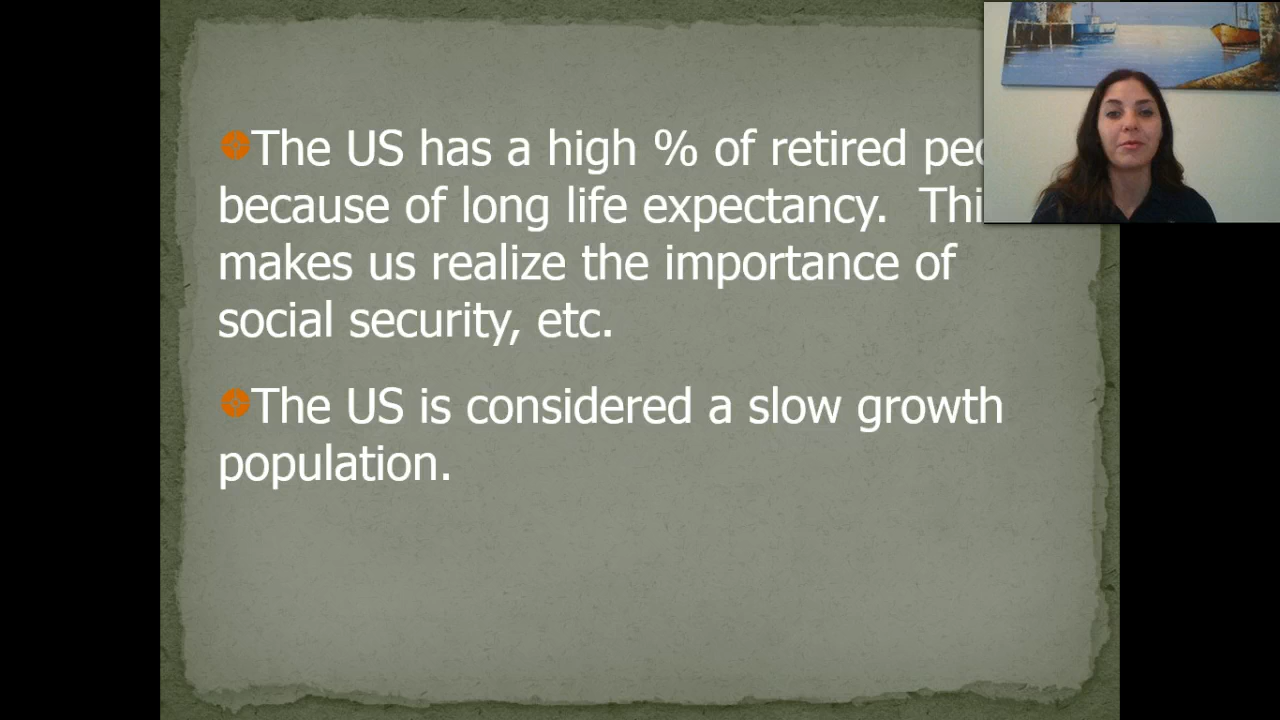 The US has a high % of retired
because of long life expectancy.
makes us realize the importance of
social security, etc.
The US is considered a slow growth
population.